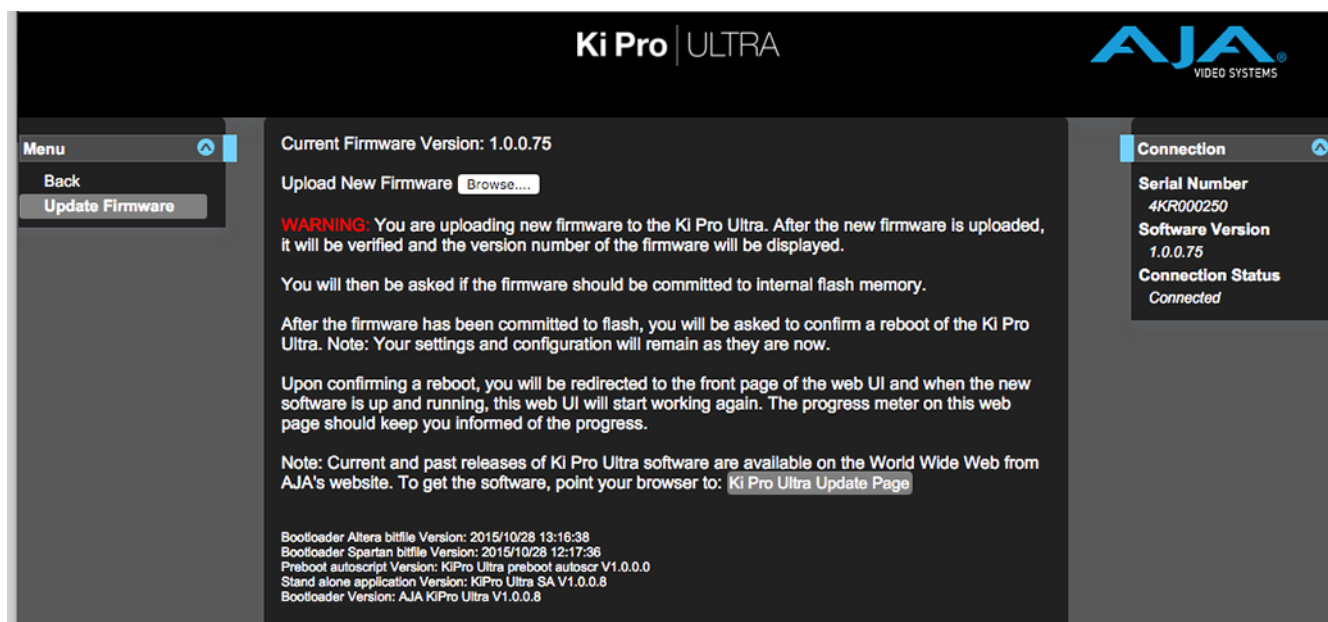 Ki Pro ULTRA
AJA®
VIDEO SYSTEMS
Menu
Back
Update Firmware
Current Firmware Version: 1.0.0.75
Upload New Firmware Browse....
WARNING: You are uploading new firmware to the Ki Pro Ultra. After the new firmware is uploaded,
it will be verified and the version number of the firmware will be displayed.
You will then be asked if the firmware should be committed to internal flash memory.
After the firmware has been committed to flash, you will be asked to confirm a reboot of the Ki Pro
Ultra. Note: Your settings and configuration will remain as they are now.
Upon confirming a reboot, you will be redirected to the front page of the web UI and when the new
software is up and running, this web UI will start working again. The progress meter on this web
page should keep you informed of the progress.
Note: Current and past releases of Ki Pro Ultra software are available on the World Wide Web from
AJA's website. To get the software, point your browser to: Ki Pro Ultra Update Page
Bootloader Altera bitfile Version: 2015/10/28 13:16:38
Bootloader Spartan bitfile Version: 2015/10/28 12:17:36
Preboot autoscript Version: KiPro Ultra preboot autoscr V1.0.0.0
Stand alone application Version: KiPro Ultra SA V1.0.0.8
Bootloader Version: AJA KiPro Ultra V1.0.0.8
Connection
Serial Number
4KR000250
Software Version
1.0.0.75
Connection Status
Connected